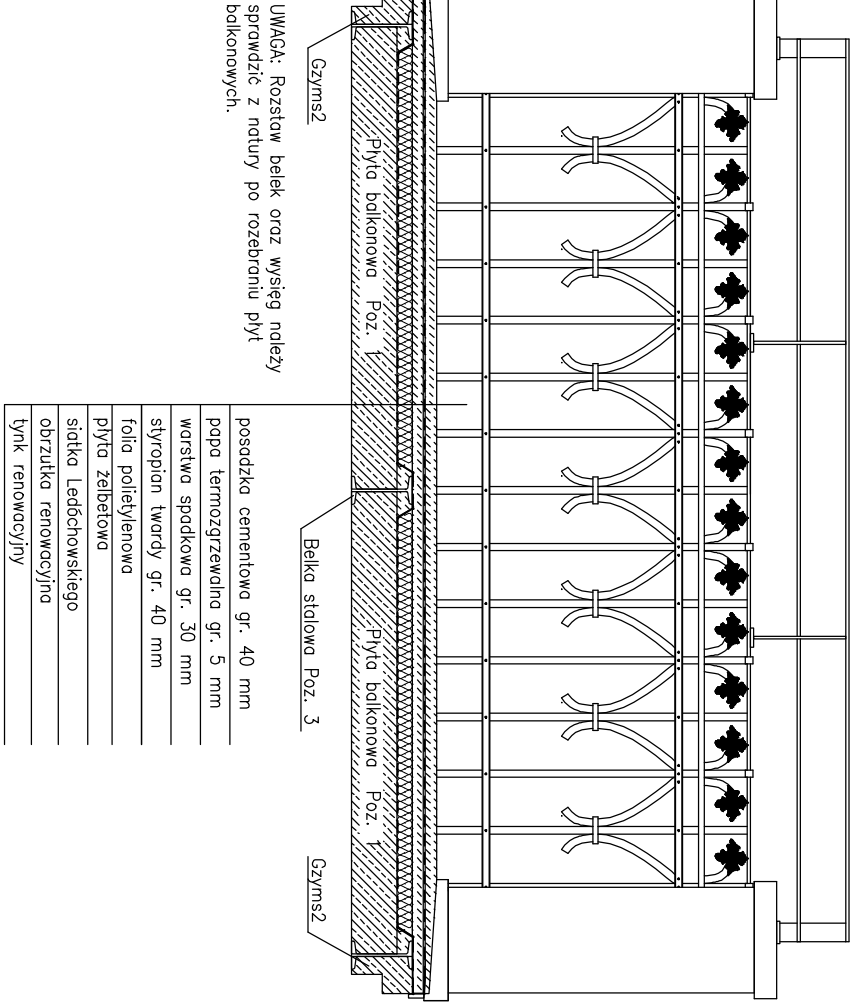 Gzyms2
Płyta balkonowa Poz. 1
Belka stalowa Poz. 3
Płyta balkonowa Poz. 1
Gzyms2
UWAGA: Rozstaw belek oraz wysięg należy
sprawdzić z natury po rozebraniu płyt
balkonowych.
posadzka cementowa gr. 40 mm
papa termozgrzewalna gr. 5 mm
warstwa spadkowa gr. 30 mm
styropian twardy gr. 40 mm
folia polietylenowa
płyta żelbetowa
siatka Ledóchowskiego
obrzutka renowacyjna
tynk renowacyjny